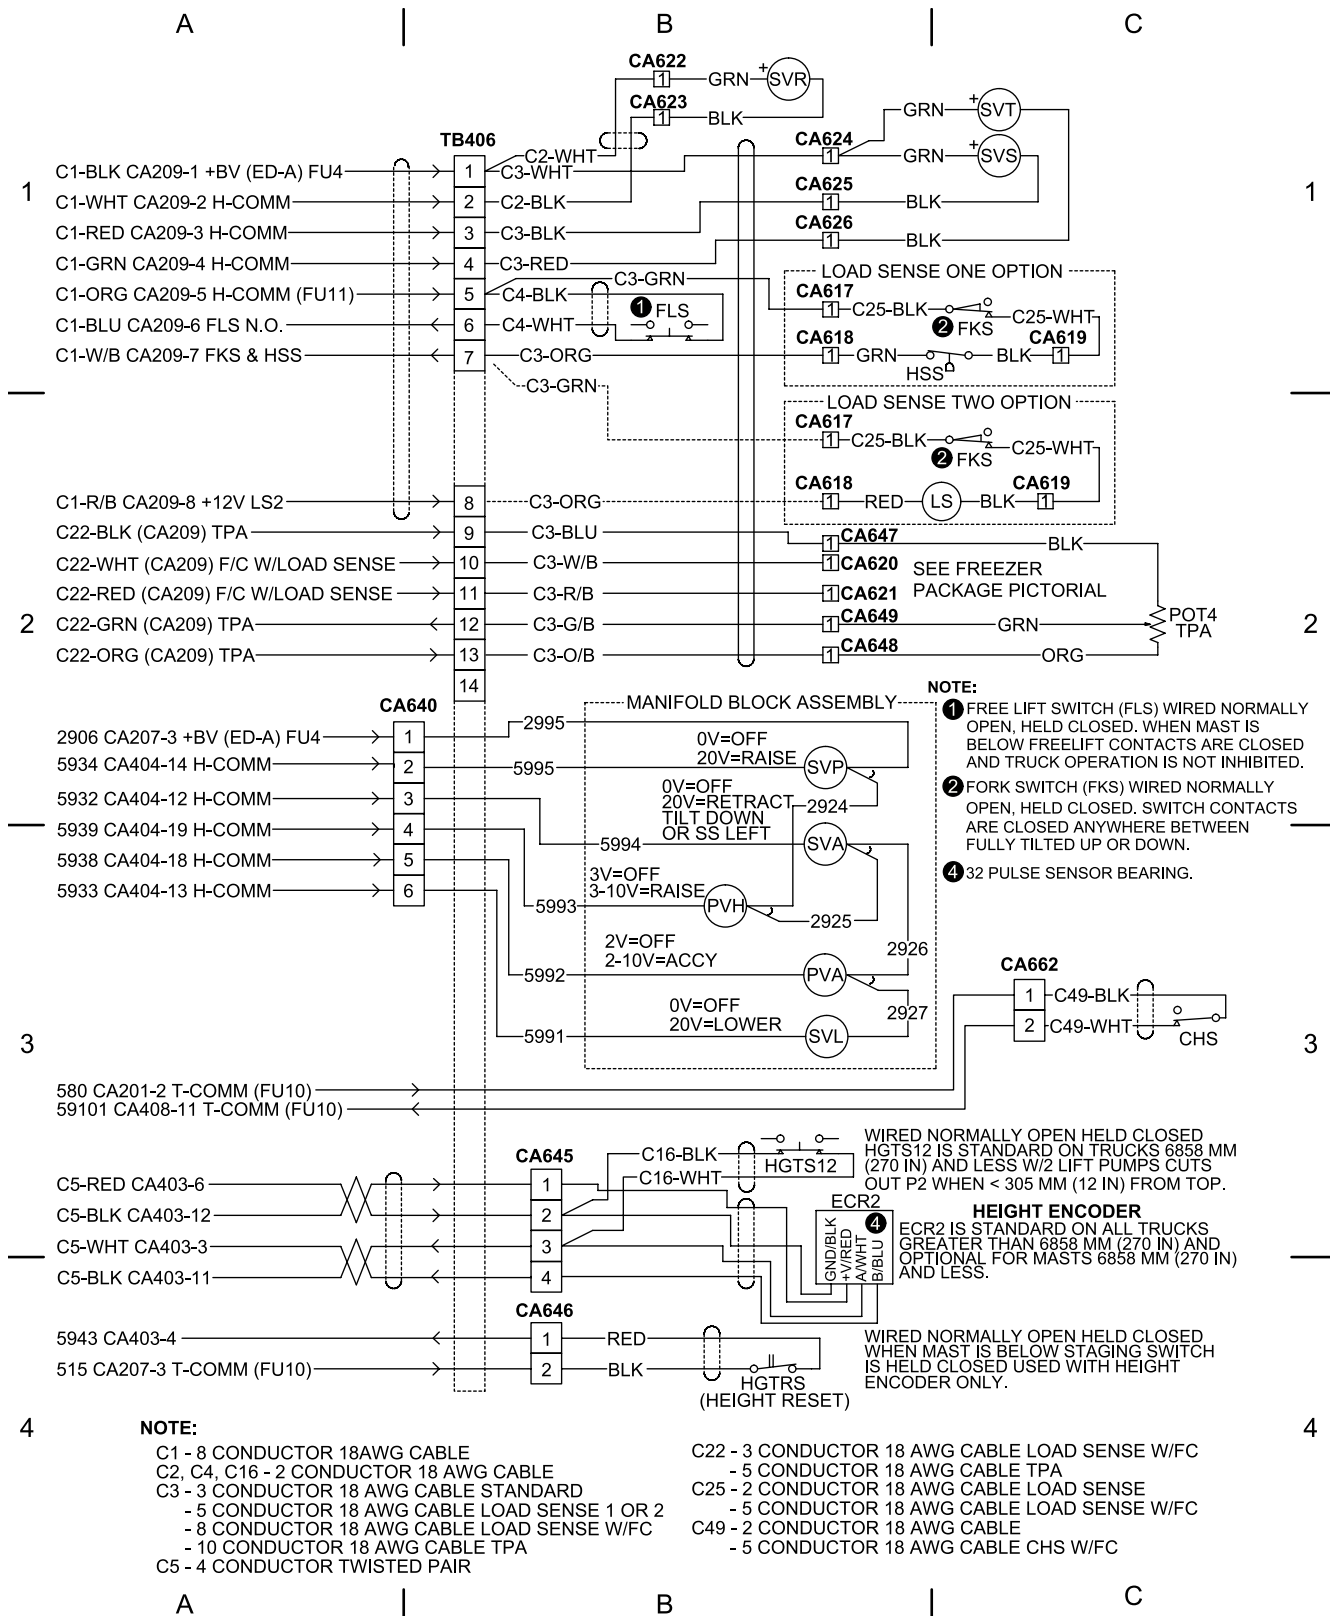 A
B
C
CA622
1
GRN
+
SVR
CA623
1
BLK
GRN
+
SVT
TB406
CA624
C2-WHT
1
GRN
+
SVS
C1-BLK CA209-1 +BV (ED-A) FU4
1
C3-WHT
1
1
CA625
C1-WHT CA209-2 H-COMM
2
C2-BLK
1
BLK
CA626
C1-RED CA209-3 H-COMM
3
C3-BLK
1
BLK
C1-GRN CA209-4 H-COMM
4
C3-RED
C3-GRN
LOAD SENSE ONE OPTION
C1-ORG CA209-5 H-COMM (FU11)
5
C4-BLK
CA617
1 FLS
1
C25-BLK
C25-WHT
C1-BLU CA209-6 FLS N.O.
6
C4-WHT
2 FKS
CA618
CA619
C1-W/B CA209-7 FKS & HSS
7
C3-ORG
1
GRN
BLK
1
HSS
C3-GRN
LOAD SENSE TWO OPTION
CA617
1
C25-BLK
C25-WHT
2 FKS
CA618
CA619
C1-R/B CA209-8 +12V LS2
8
C3-ORG
1
RED
LS
BLK
1
C22-BLK (CA209) TPA
9
C3-BLU
1
CA647
BLK
C22-WHT (CA209) F/C W/LOAD SENSE
10
C3-W/B
1
CA620
SEE FREEZER
PACKAGE PICTORIAL
C22-RED (CA209) F/C W/LOAD SENSE
11
C3-R/B
1
CA621
2
C22-GRN (CA209) TPA
12
C3-G/B
1
CA649
GRN
POT4
TPA
2
C22-ORG (CA209) TPA
13
C3-O/B
1
CA648
ORG
14
CA640
MANIFOLD BLOCK ASSEMBLY
NOTE:
1 FREE LIFT SWITCH (FLS) WIRED NORMALLY
OPEN, HELD CLOSED. WHEN MAST IS
BELOW FREELIFT CONTACTS ARE CLOSED
AND TRUCK OPERATION IS NOT INHIBITED.
2 FORK SWITCH (FKS) WIRED NORMALLY
OPEN, HELD CLOSED. SWITCH CONTACTS
ARE CLOSED ANYWHERE BETWEEN
FULLY TILTED UP OR DOWN.
4 32 PULSE SENSOR BEARING.
2906 CA207-3 +BV (ED-A) FU4
1
2995
0V=OFF
20V=RAISE
5934 CA404-14 H-COMM
2
5995
SVP
0V=OFF
20V=RETRACT
TILT DOWN
OR SS LEFT
2924
5932 CA404-12 H-COMM
3
5939 CA404-19 H-COMM
4
5994
SVA
5938 CA404-18 H-COMM
5
3V=OFF
3-10V=RAISE
5933 CA404-13 H-COMM
6
5993
PVH
2925
2V=OFF
2-10V=ACCY
2926
5992
PVA
0V=OFF
20V=LOWER
2927
5991
SVL
CA662
1
C49-BLK
2
C49-WHT
CHS
3
3
580 CA201-2 T-COMM (FU10)
59101 CA408-11 T-COMM (FU10)
C16-BLK
HGTS12
C16-WHT
WIRED NORMALLY OPEN HELD CLOSED
HGTS12 IS STANDARD ON TRUCKS 6858 MM
(270 IN) AND LESS W/2 LIFT PUMPS CUTS
OUT P2 WHEN < 305 MM (12 IN) FROM TOP.
CA645
C5-RED CA403-6
1
C5-BLK CA403-12
2
C5-WHT CA403-3
3
C5-BLK CA403-11
4
ECR2
4
GND/BLK
+V/RED
A/WHT
B/BLU
HEIGHT ENCODER
ECR2 IS STANDARD ON ALL TRUCKS
GREATER THAN 6858 MM (270 IN) AND
OPTIONAL FOR MASTS 6858 MM (270 IN)
AND LESS.
CA646
5943 CA403-4
1
RED
515 CA207-3 T-COMM (FU10)
2
BLK
HGTRS
(HEIGHT RESET)
WIRED NORMALLY OPEN HELD CLOSED
WHEN MAST IS BELOW STAGING SWITCH
IS HELD CLOSED USED WITH HEIGHT
ENCODER ONLY.
4
4
NOTE:
C1 - 8 CONDUCTOR 18AWG CABLE
C2, C4, C16 - 2 CONDUCTOR 18 AWG CABLE
C3 - 3 CONDUCTOR 18 AWG CABLE STANDARD
- 5 CONDUCTOR 18 AWG CABLE LOAD SENSE 1 OR 2
- 8 CONDUCTOR 18 AWG CABLE LOAD SENSE W/FC
- 10 CONDUCTOR 18 AWG CABLE TPA
C5 - 4 CONDUCTOR TWISTED PAIR
C22 - 3 CONDUCTOR 18 AWG CABLE LOAD SENSE W/FC
- 5 CONDUCTOR 18 AWG CABLE TPA
C25 - 2 CONDUCTOR 18 AWG CABLE LOAD SENSE
- 5 CONDUCTOR 18 AWG CABLE LOAD SENSE W/FC
C49 - 2 CONDUCTOR 18 AWG CABLE
- 5 CONDUCTOR 18 AWG CABLE CHS W/FC
A
B
C